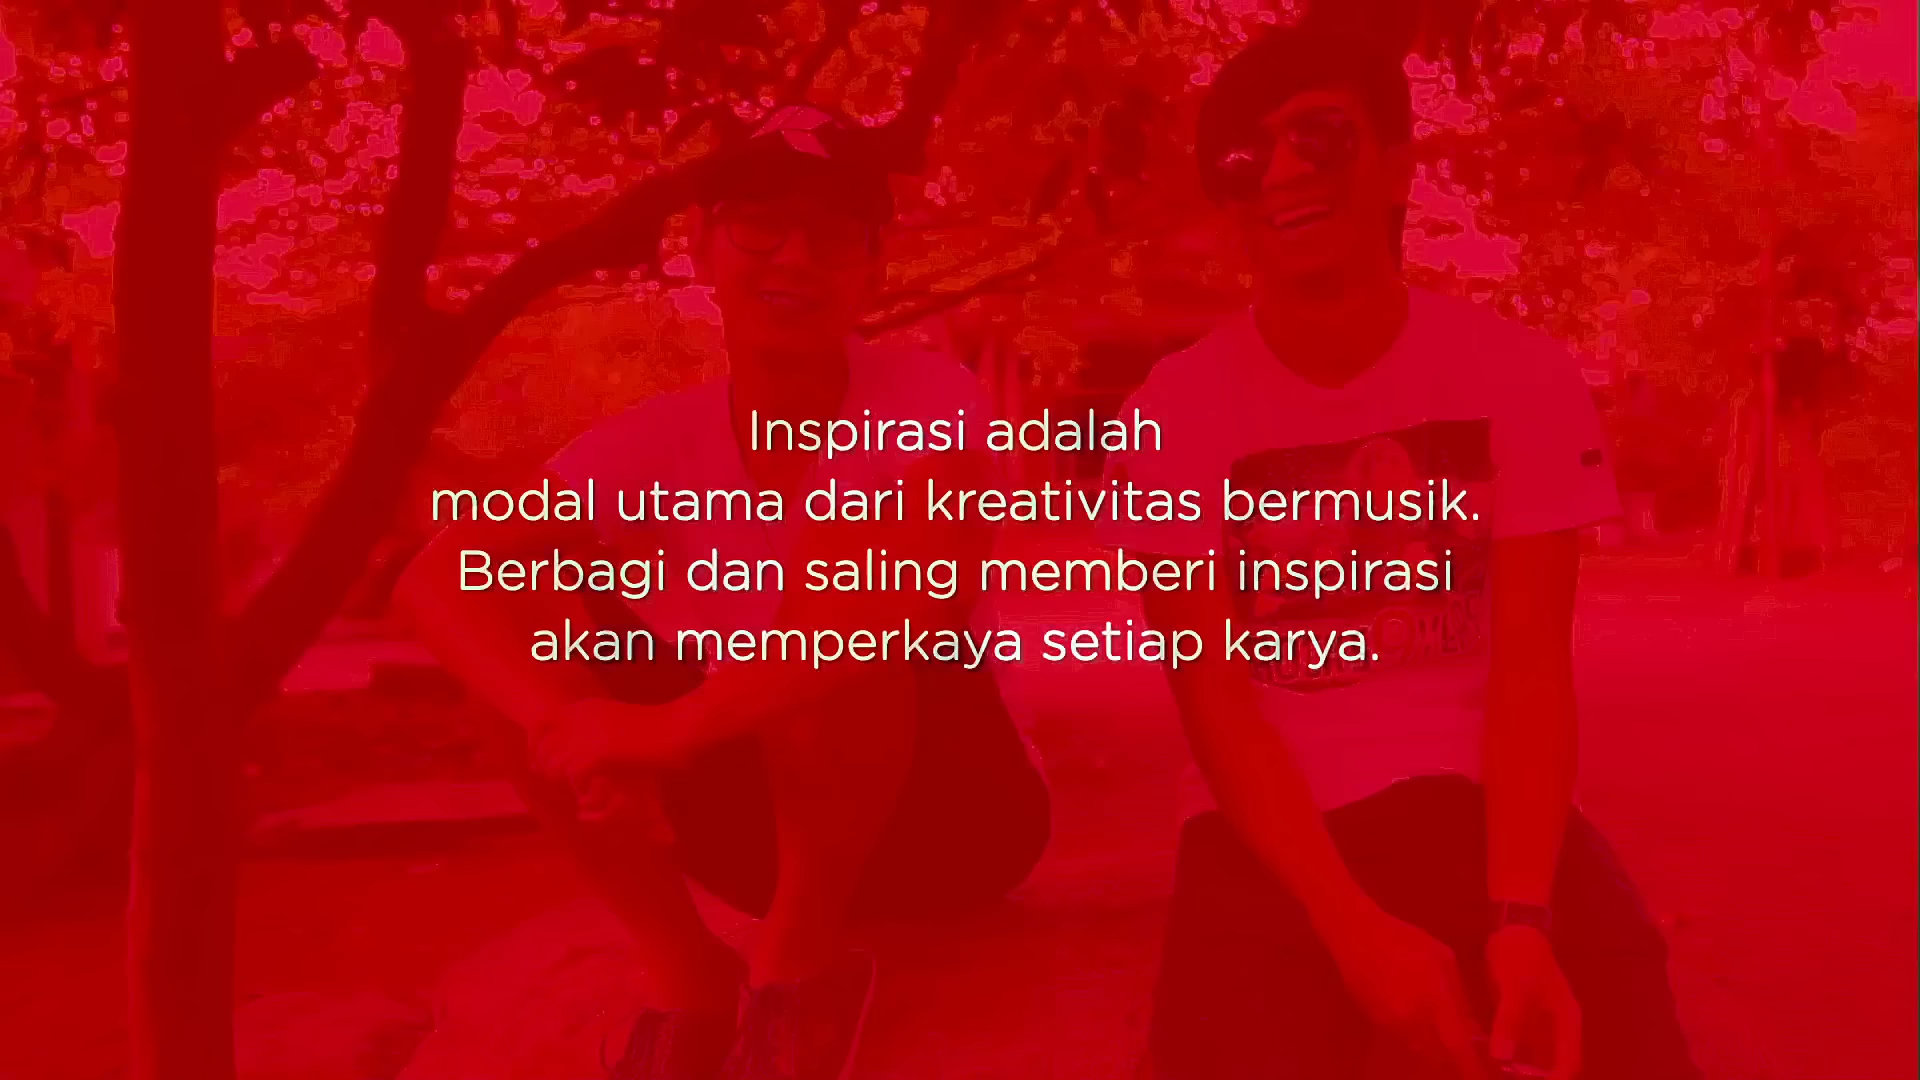 Inspirasi adalah
modal utama dari kreativitas bermusik.
Berbagi dan saling memberi inspirasi
akan memperkaya setiap karya.